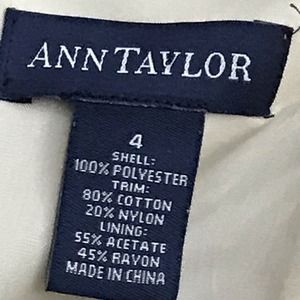 ANN TAYLOR
4
SHELL:
100% POLYESTER
TRIM:
80% COTTON
20% NYLON
LINING:
55% ACETATE
45% RAYON
MADE IN CHINA